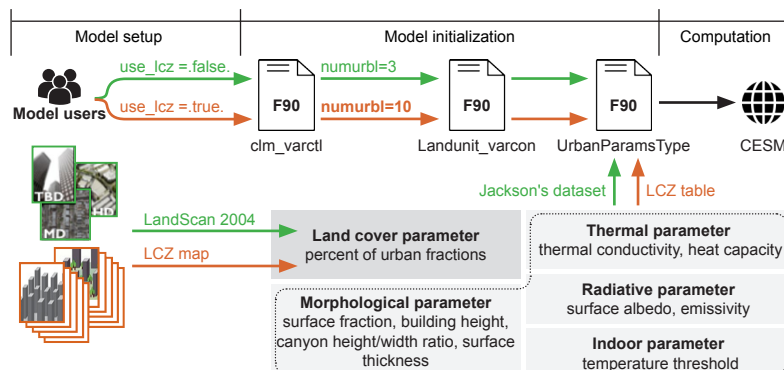 Model setup
Model initialization
Computation
use_lcz =.false.
numurbl=3
Model users
use_lcz =.true.
F90
numurbl=10
F90
F90
clm_varctl
Landunit_varcon
UrbanParamsType
CESM
TBD
HD
MD
Jackson's dataset
LCZ table
LandScan 2004
LCZ map
Land cover parameter
percent of urban fractions
Thermal parameter
thermal conductivity, heat capacity
Morphological parameter
surface fraction, building height,
canyon height/width ratio, surface
thickness
Radiative parameter
surface albedo, emissivity
Indoor parameter
temperature threshold